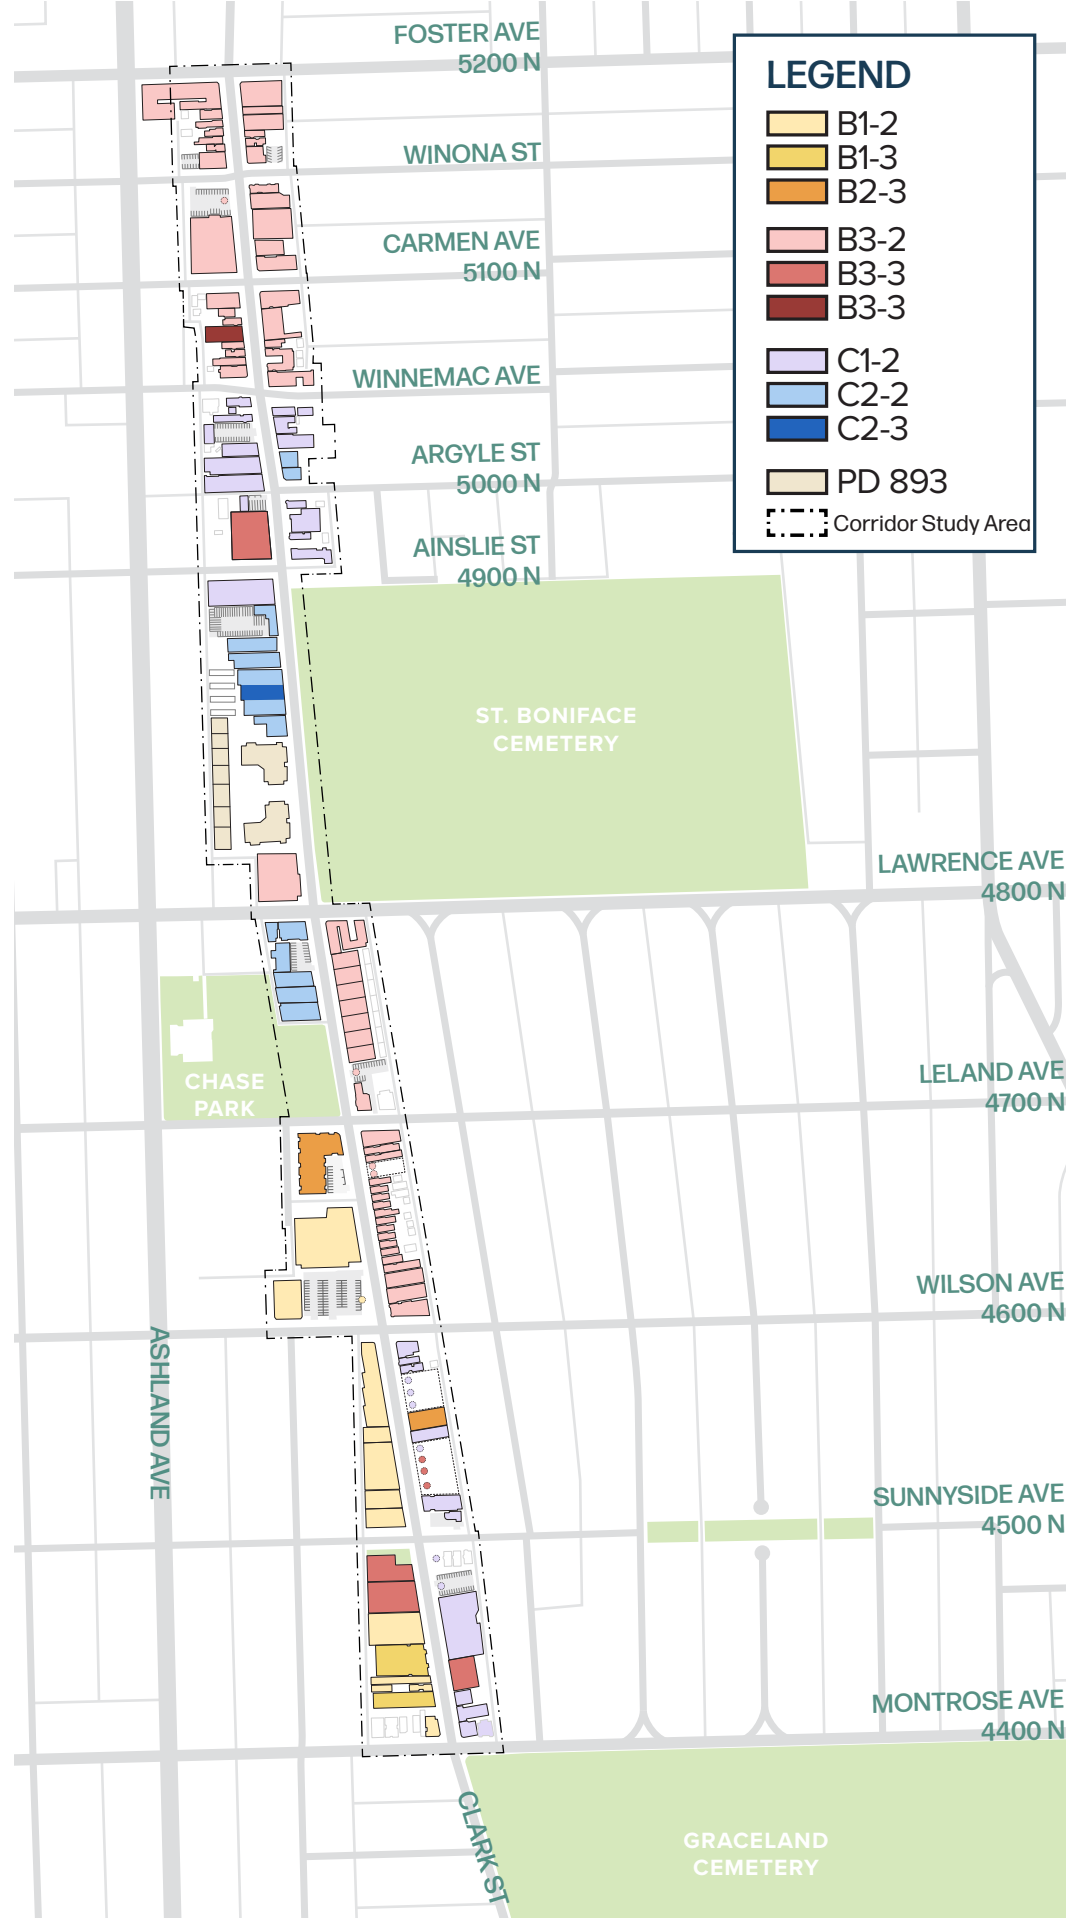 FOSTER AVE
5200 N
WINONA ST
CARMEN AVE
5100 N
WINNEMAC AVE
ARGYLE ST
5000 N
AINSLIE ST
4900 N
LEGEND
B1-2
B1-3
B2-3
B3-2
B3-3
B3-3
C1-2
C2-2
C2-3
PD 893
Corridor Study Area
ST. BONIFACE
CEMETERY
LAWRENCE AVE
4800 N
CHASE
PARK
LELAND AVE
4700 N
WILSON AVE
4600 N
ASHLAND AVE
SUNNYSIDE AVE
4500 N
MONTROSE AVE
4400 N
CLARK ST
GRACELAND
CEMETERY